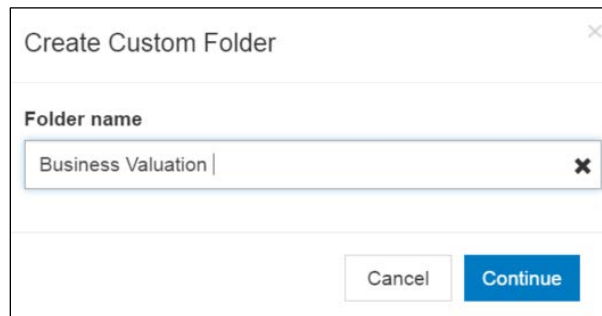 Create Custom Folder
Folder name
Business Valuation
Cancel Continue